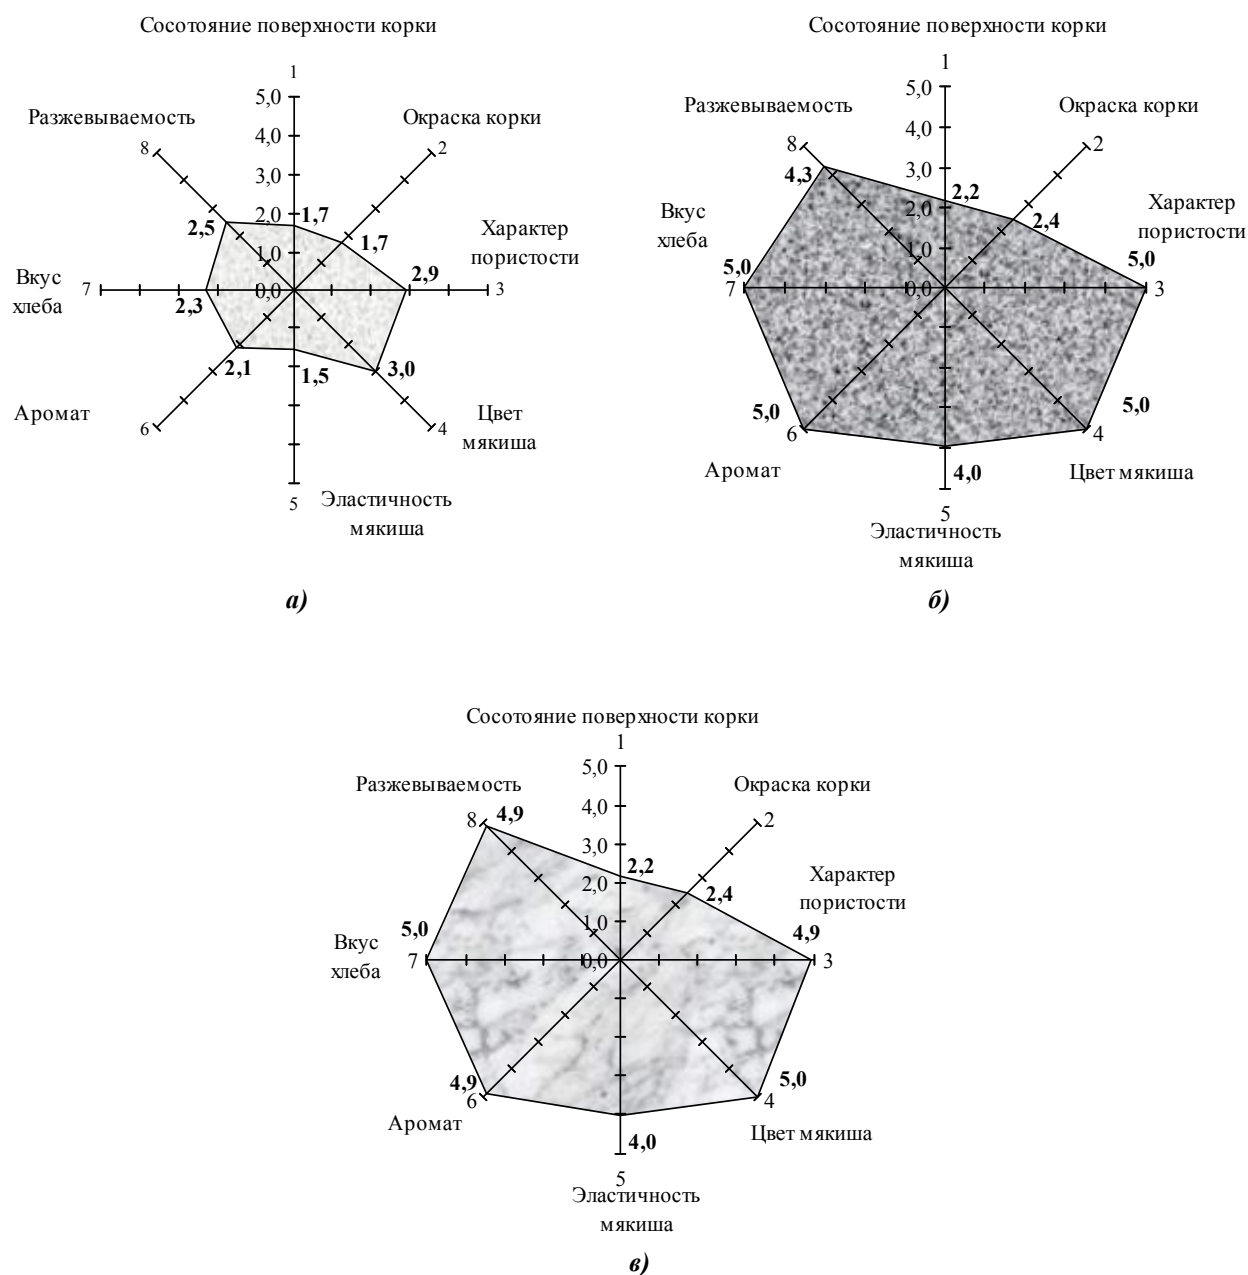 Сосотояние поверхности корки
1
5,0
Разжевываемость
Окраска корки
8
4,0
2
3,0
2,0
1,7
2,5
1,7
Характер
пористости
1,0
2,9
Вкус
хлеба
7
0,0
3
2,3
2,1
1,5
3,0
Аромат
6
Цвет
мякиша
4
5
Эластичность
мякиша
а)
Сосотояние поверхности корки
1
5,0
Разжевываемость
Окраска корки
8
4,0
2
4,3
3,0
2,2
2,0
2,4
Вкус
хлеба
Характер
пористости
1,0
5,0
5,0
7
0,0
3
5,0
5,0
6
4
Аромат
4,0
Цвет мякиша
5
Эластичность
мякиша
б)
Сосотояние поверхности корки
1
5,0
Разжевываемость
Окраска корки
8
4,9
4,0
2
3,0
2,2
2,0
2,4
Характер
пористости
1,0
5,0
4,9
Вкус
хлеба
7
0,0
3
4,9
5,0
6
4
Аромат
4,0
Цвет мякиша
5
Эластичность
мякиша
в)